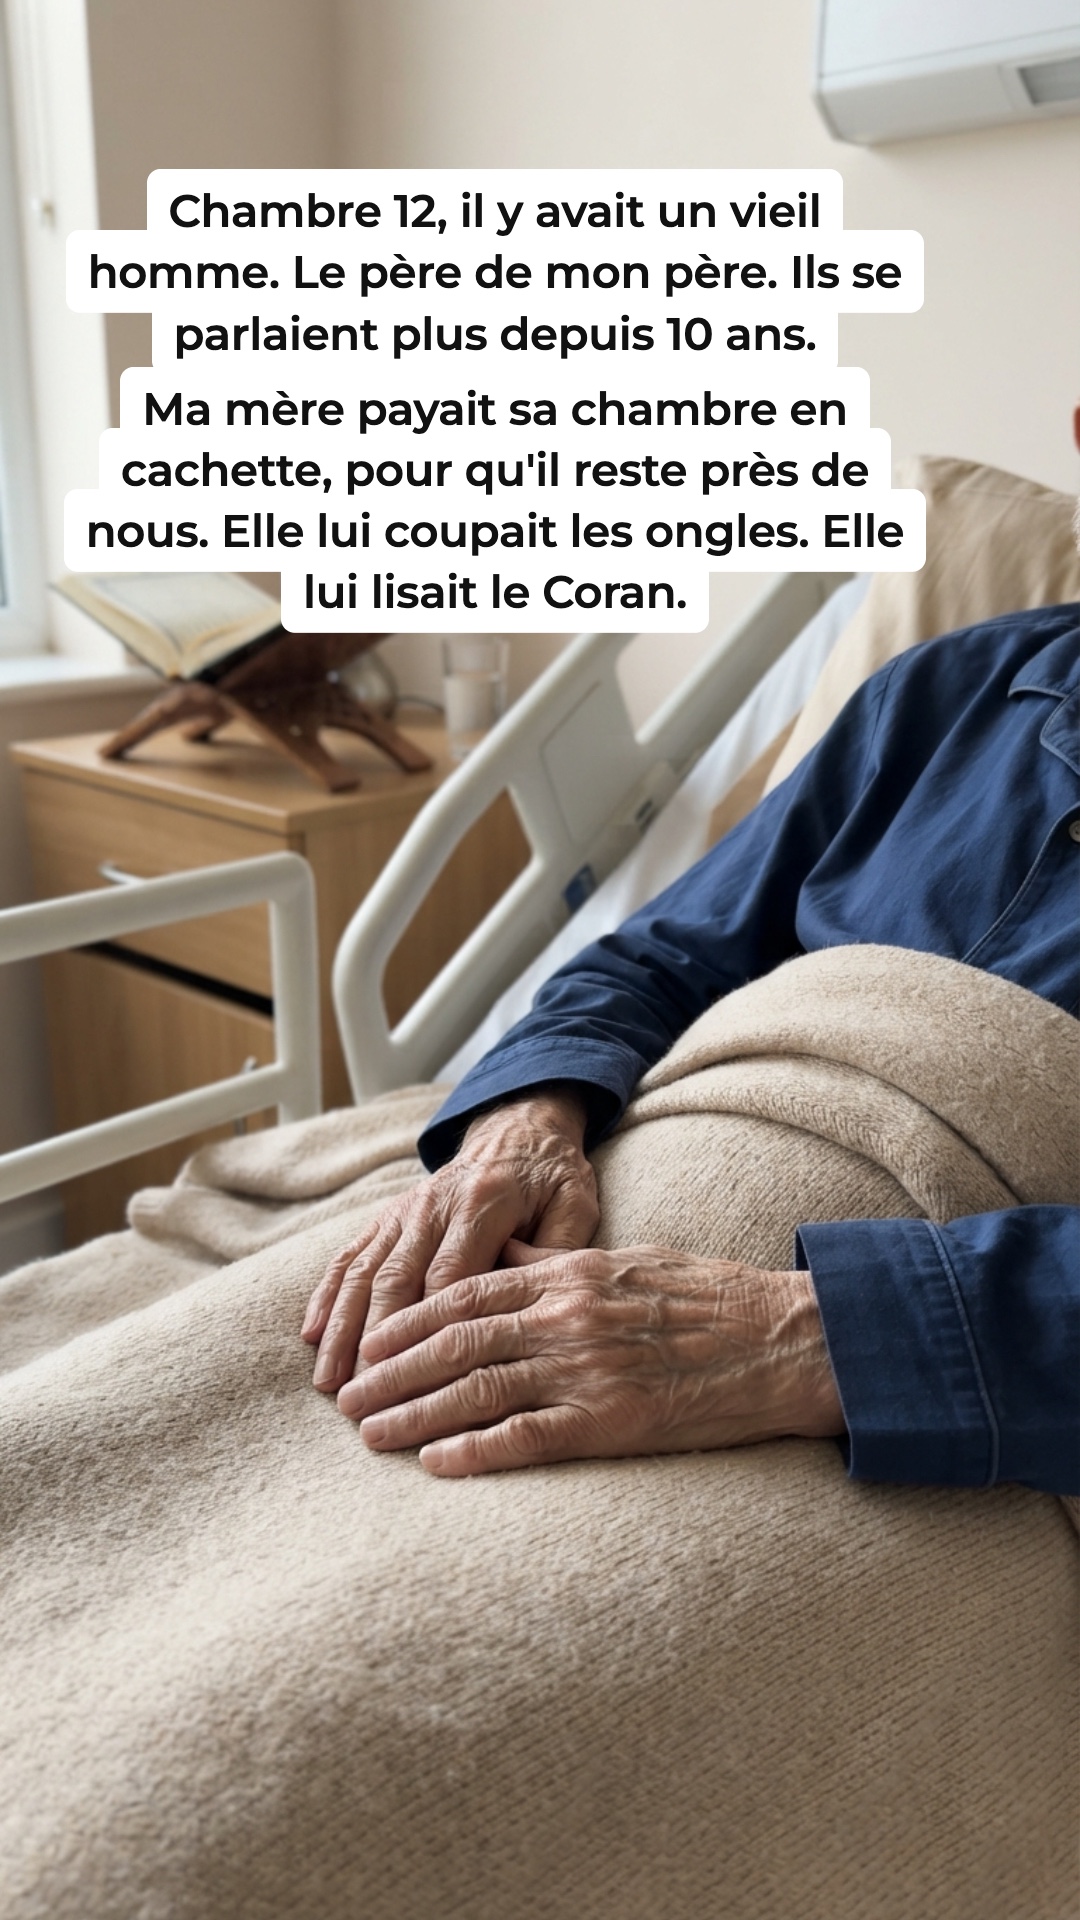 Chambre 12, il y avait un vieil
homme. Le père de mon père. Ils se
parlaient plus depuis 10 ans.
Ma mère payait sa chambre en
cachette, pour qu'il reste près de
nous. Elle lui coupait les ongles. Elle
lui lisait le Coran.